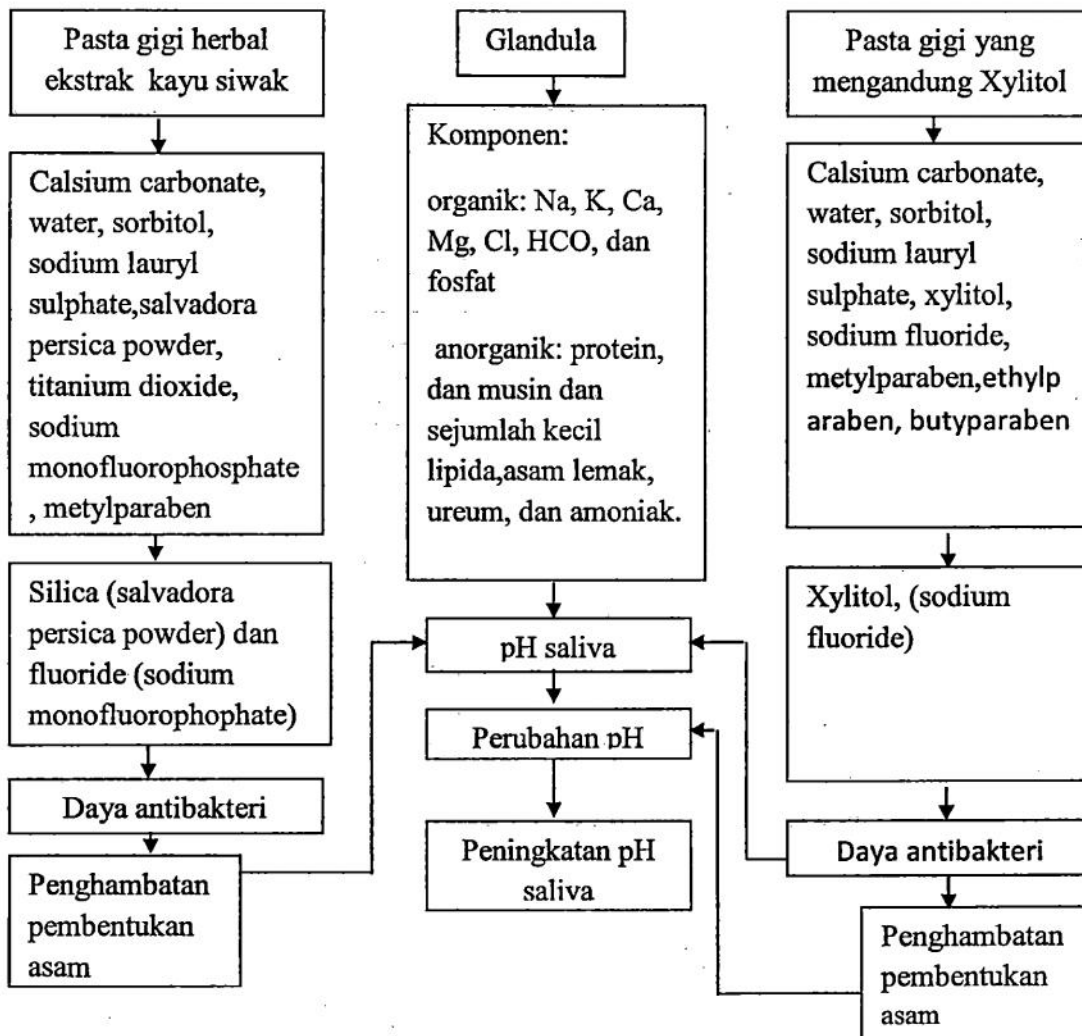 Pasta gigi herbal
ekstrak kayu siwak
Calsium carbonate,
water, sorbitol,
sodium lauryl
sulphate,salvadora
persica powder,
titanium dioxide,
sodium
monofluorophosphate
, metylparaben
Silica (salvadora
persica powder) dan
fluoride (sodium
monofluorophophate)
Daya antibakteri
Penghambatan
pembentukan
asam
Glandula
Komponen:
organik: Na, K, Ca,
Mg, Cl, HCO, dan
fosfat
anorganik: protein,
dan musin dan
sejumlah kecil
lipida,asam lemak,
ureum, dan amoniak.
pH saliva
Perubahan pH
Peningkatan pH
saliva
Pasta gigi yang
mengandung Xylitol
Calsium carbonate,
water, sorbitol,
sodium lauryl
sulphate, xylitol,
sodium fluoride,
metylparaben,ethylp
araben, butyparaben
Xylitol, (sodium
fluoride)
Daya antibakteri
Penghambatan
pembentukan
asam